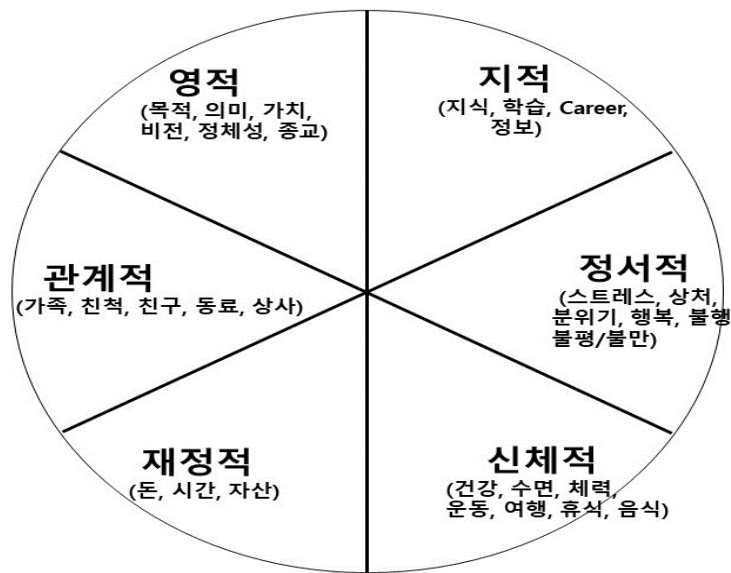 영적
(목적, 의미, 가치,
비전, 정체성, 종교)
지적
(지식, 학습, Career,
정보)
관계적
(가족, 친척, 친구, 동료, 상사)
정서적
(스트레스, 상처,
분위기, 행복, 불행
불평/불만)
재정적
(돈, 시간, 자산)
신체적
(건강, 수면, 체력,
운동, 여행, 휴식, 음식)